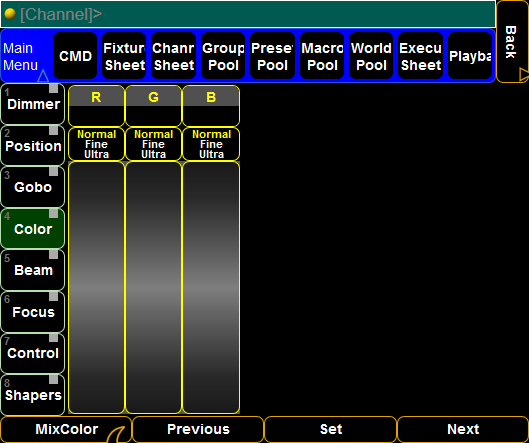 [Channel]>
Back
Main
Menu
CMD
Fixtur
Sheet
Chann
Sheet
Group
Pool
Prese
Pool
Macro
Pool
World
Pool
Execu
Sheet
Playba
1
Dimmer
2
Position
3
Gobo
4
Color
5
Beam
6
Focus
7
Control
8
Shapers
R
G
B
Normal
Fine
Ultra
Normal
Fine
Ultra
Normal
Fine
Ultra
MixColor
Previous
Set
Next